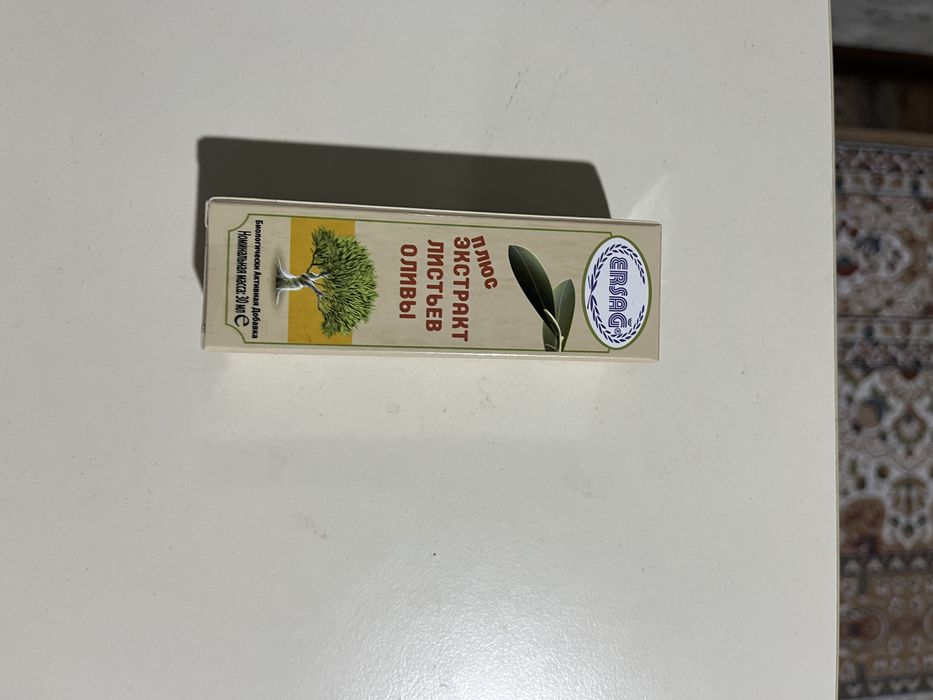 ERSAĞ®
ПЛЮС
ЭКСТРАКТ
ЛИСТЬЕВ
ОЛИВЫ
Биологически Активная Добавка
Номинальная масса: 30 мл ℮